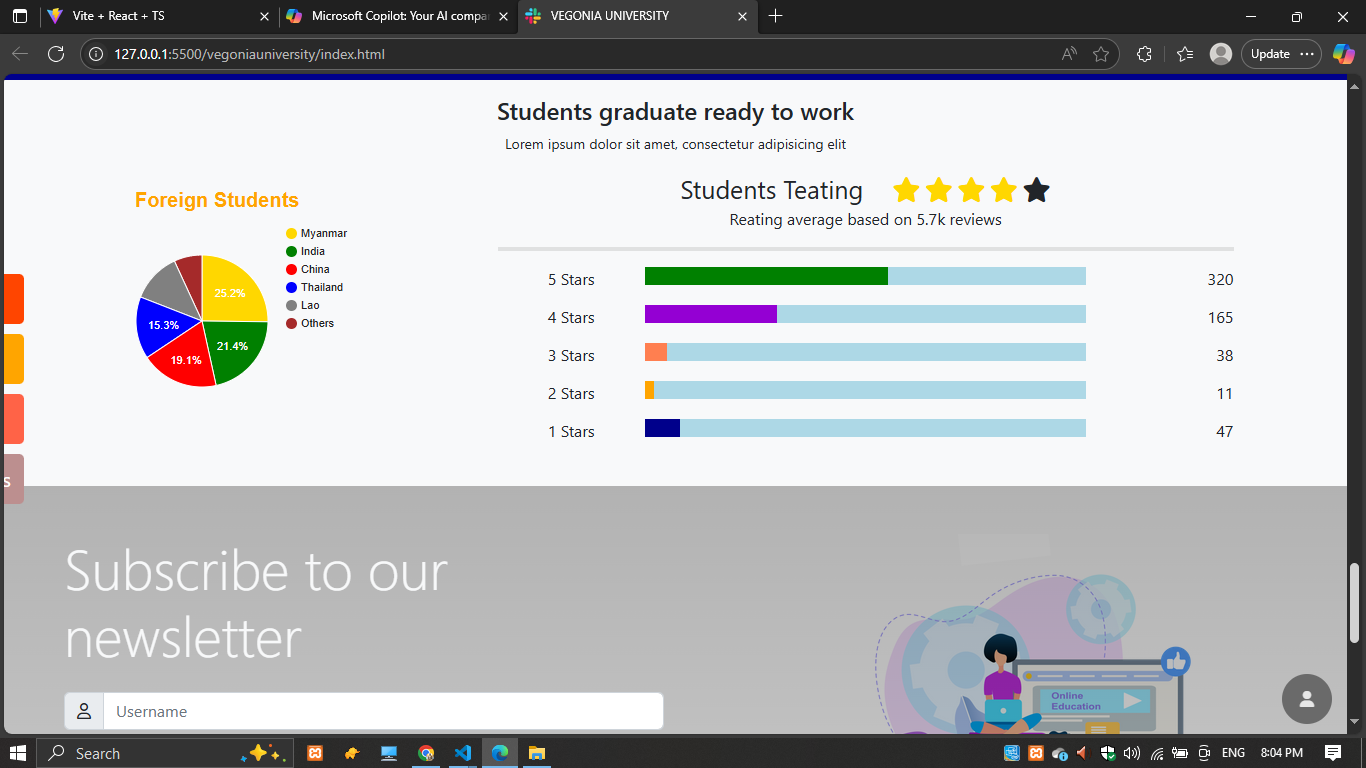 Vite + React + TS
Microsoft Copilot: Your AI compa
VEGONIA UNIVERSITY
127.0.0.1:5500/vegoniauniversity/index.html
Update
Students graduate ready to work
Lorem ipsum dolor sit amet, consectetur adipisicing elit
Foreign Students
Myanmar
India
China
Thailand
Lao
Others
25.2%
21.4%
19.1%
15.3%
Students Teating
Reating average based on 5.7k reviews
5 Stars 320
4 Stars 165
3 Stars 38
2 Stars 11
1 Stars 47
s
Subscribe to our
newsletter
Username
Online
Education
Search
ENG 8:04 PM